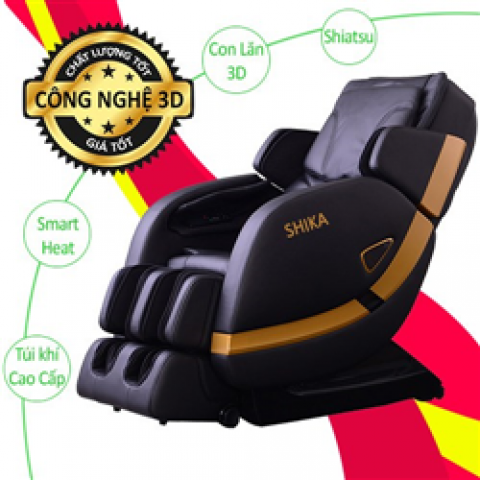 CHẤT LƯỢNG TỐT
CÔNG NGHỆ 3D
GIÁ TỐT
Con Lăn
3D
Shiatsu
Smart
Heat
Túi khí
Cao Cấp
SHIKA